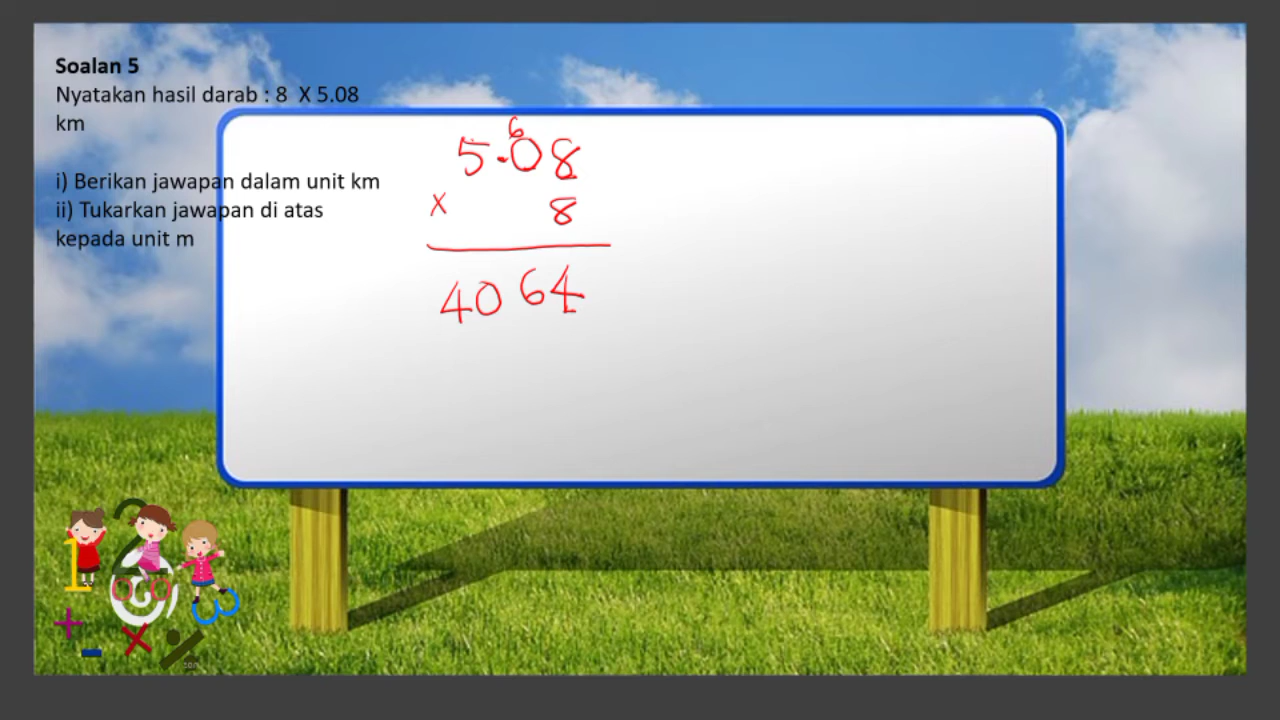 Soalan 5
Nyatakan hasil darab : 8 X 5.08
km
i) Berikan jawapan dalam unit km
ii) Tukarkan jawapan di atas
kepada unit m
6
5.08
x 8
4064